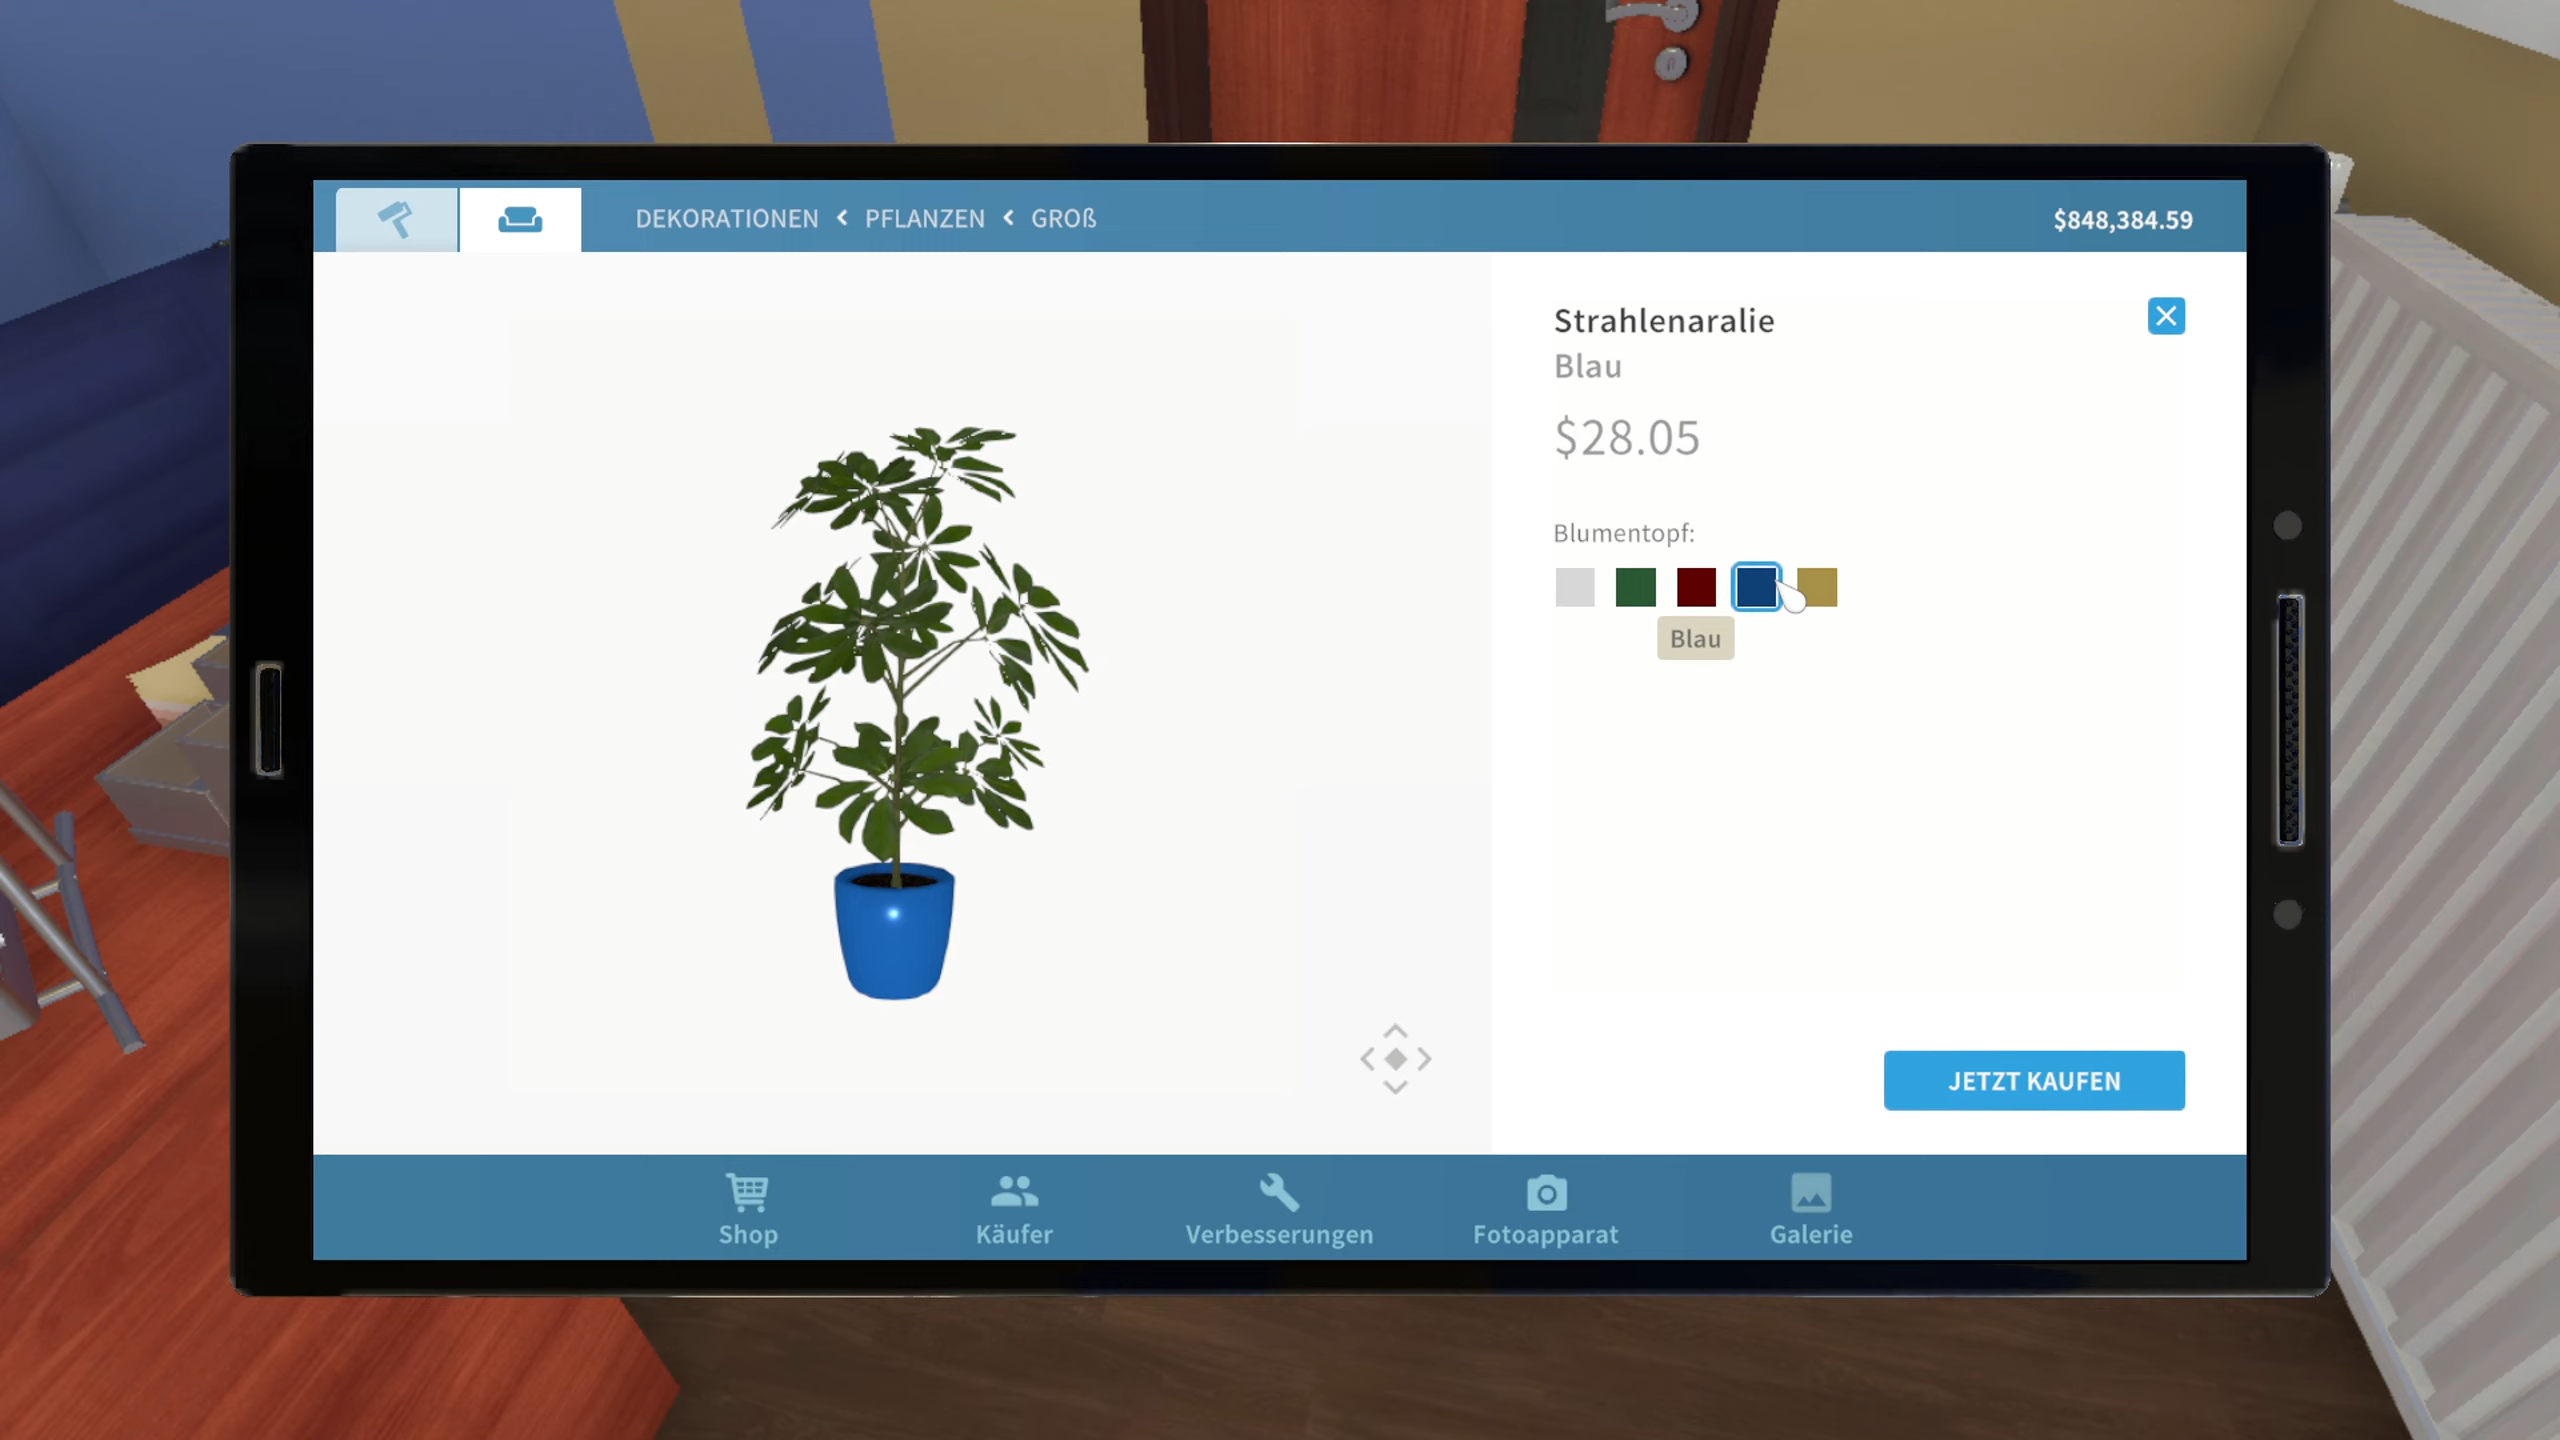 DEKORATIONEN < PFLANZEN < GROß
$848,384.59
Strahlenaralie
Blau
$28.05
Blumentopf:
Blau
JETZT KAUFEN
Shop
Käufer
Verbesserungen
Fotoapparat
Galerie